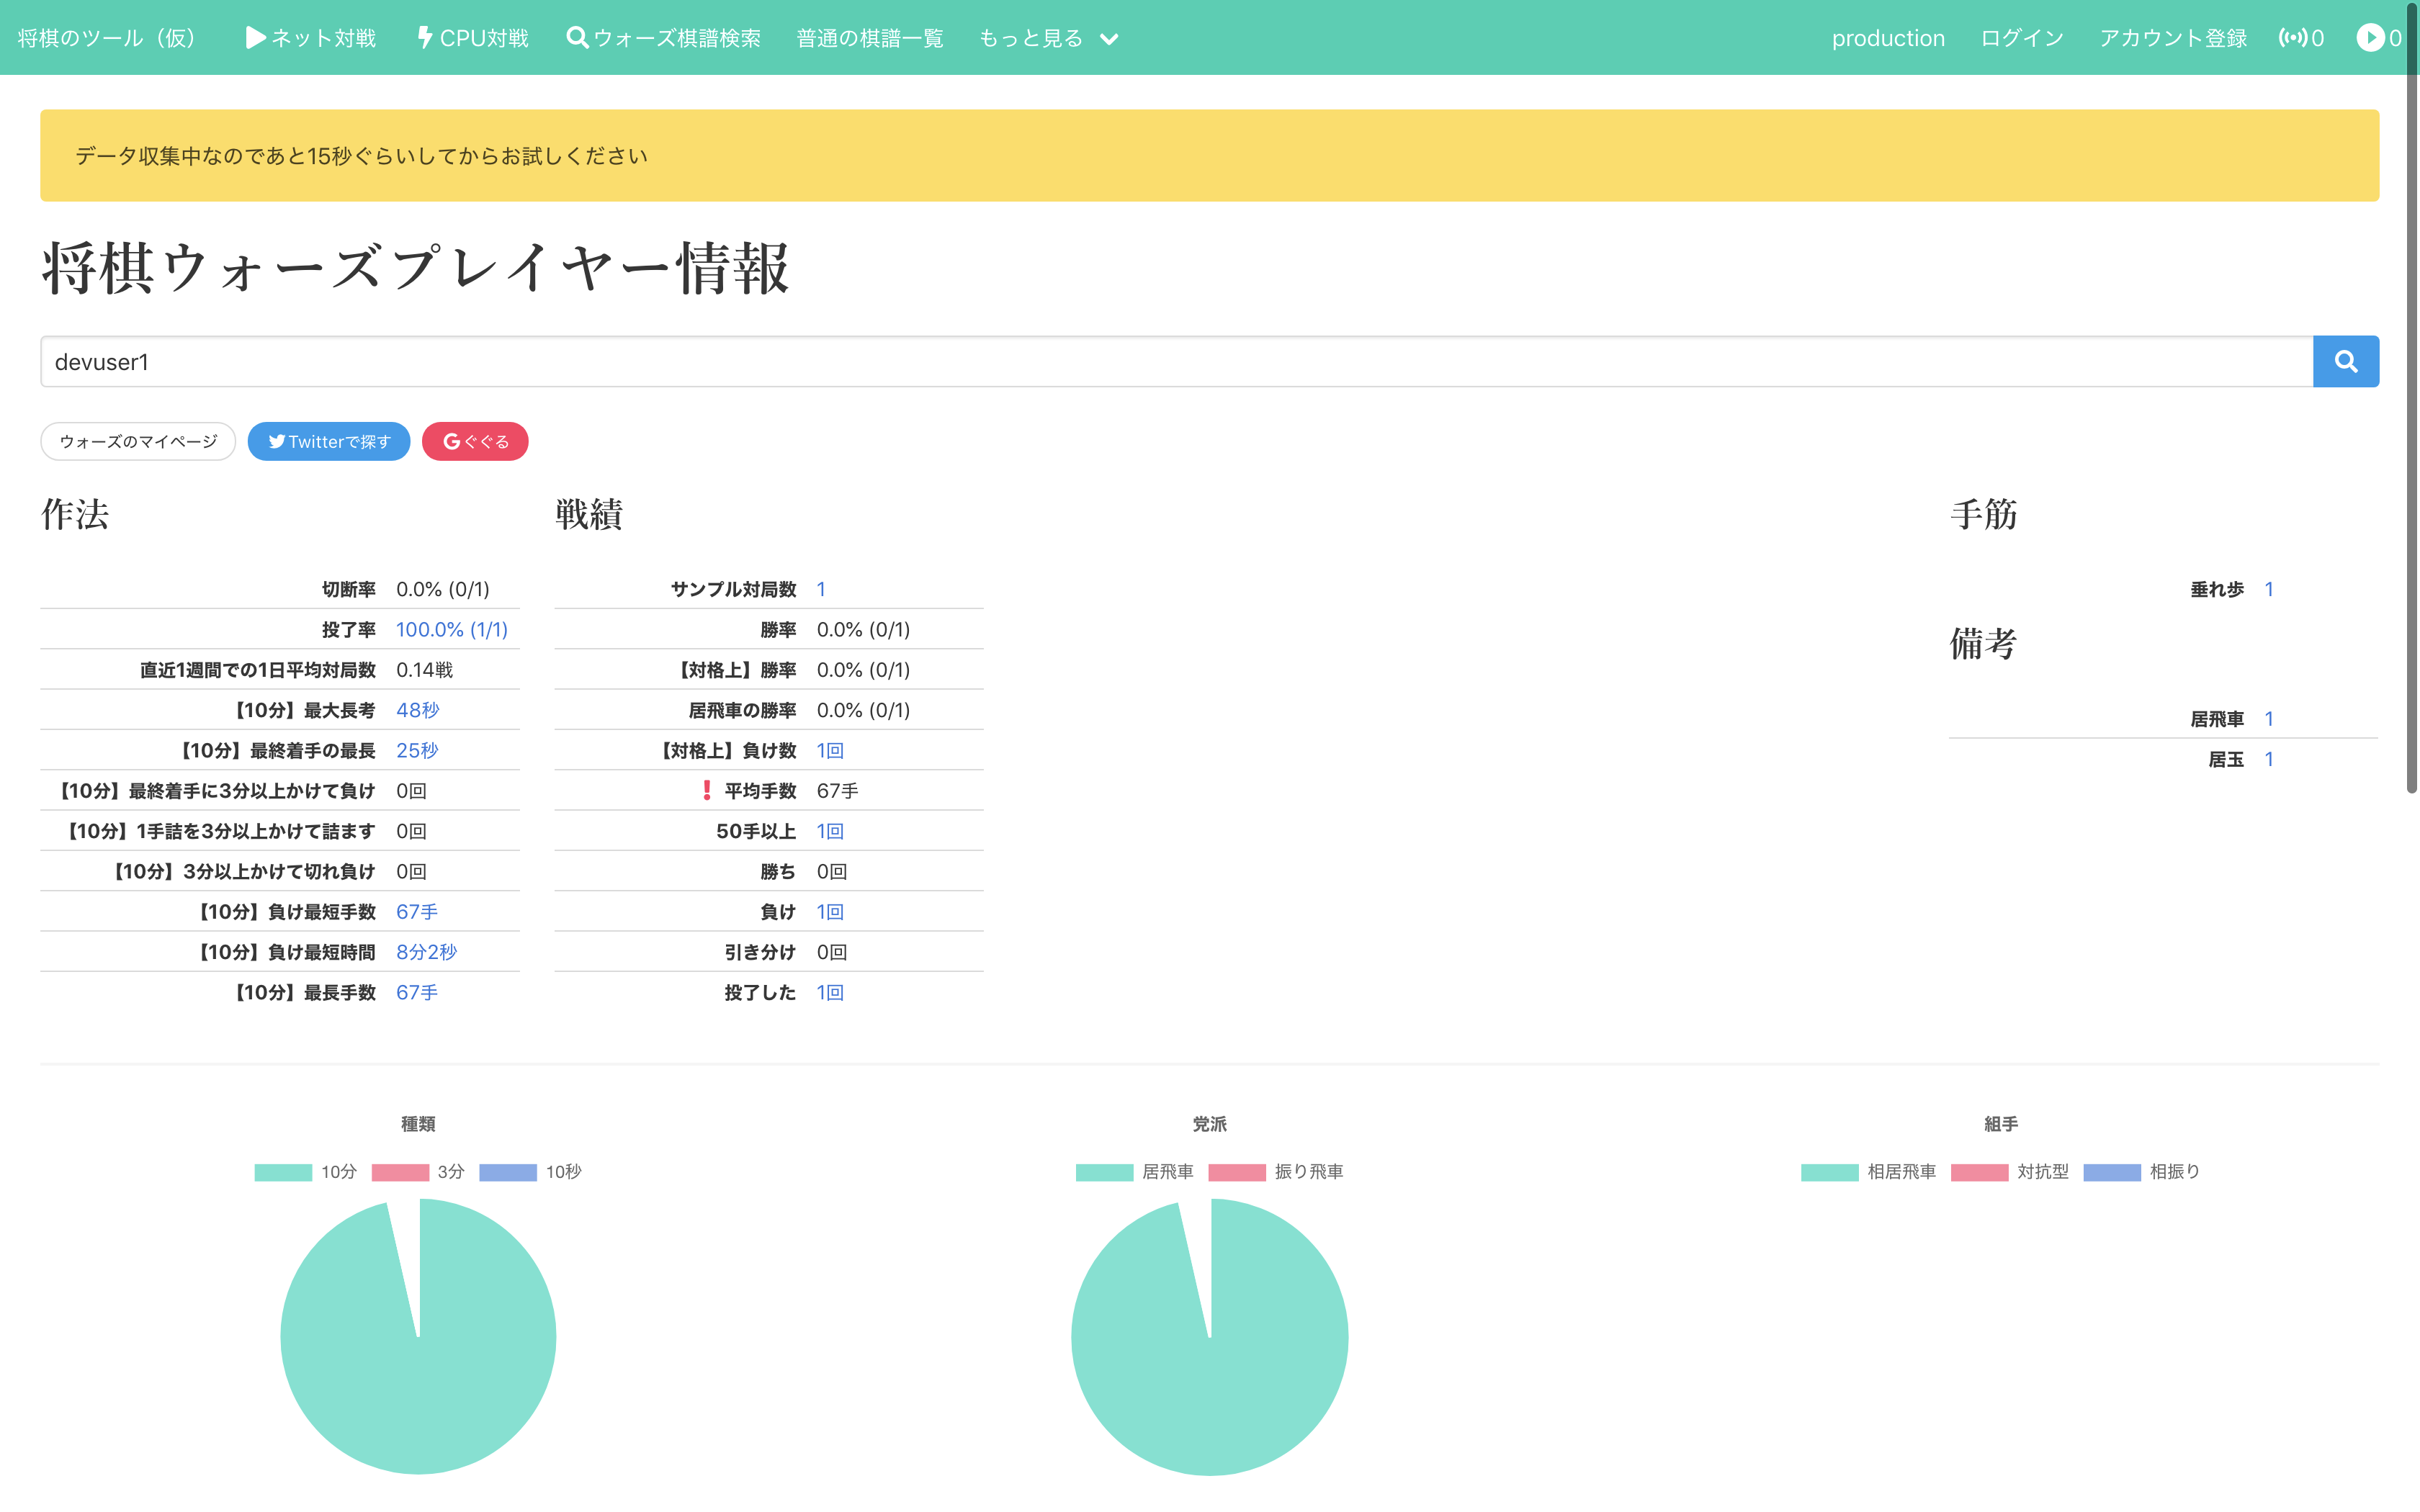 将棋のツール（仮） ネット対戦 CPU対戦 ウォーズ棋譜検索 普通の棋譜一覧 もっと見る production ログイン アカウント登録 0 0
データ収集中なのであと15秒ぐらいしてからお試しください
将棋ウォーズプレイヤー情報
devuser1
ウォーズのマイページ Twitterで探す ぐぐる
作法
切断率 0.0% (0/1)
投了率 100.0% (1/1)
直近1週間での1日平均対局数 0.14戦
【10分】最大長考 48秒
【10分】最終着手の最長 25秒
【10分】最終着手に3分以上かけて負け 0回
【10分】1手詰を3分以上かけて詰ます 0回
【10分】3分以上かけて切れ負け 0回
【10分】負け最短手数 67手
【10分】負け最短時間 8分2秒
【10分】最長手数 67手
戦績
サンプル対局数 1
勝率 0.0% (0/1)
【対格上】勝率 0.0% (0/1)
居飛車の勝率 0.0% (0/1)
【対格上】負け数 1回
❗ 平均手数 67手
50手以上 1回
勝ち 0回
負け 1回
引き分け 0回
投了した 1回
手筋
垂れ歩 1
備考
居飛車 1
居玉 1
種類
10分 3分 10秒
党派
居飛車 振り飛車
組手
相居飛車 対抗型 相振り